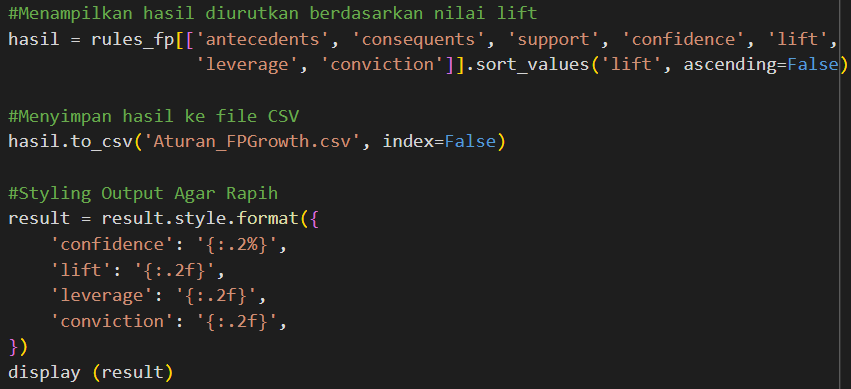 #Menampilkan hasil diurutkan berdasarkan nilai lift
hasil = rules_fp[['antecedents', 'consequents', 'support', 'confidence', 'lift',
                  'leverage', 'conviction']].sort_values('lift', ascending=False)

#Menyimpan hasil ke file CSV
hasil.to_csv('Aturan_FPGrowth.csv', index=False)

#Styling Output Agar Rapih
result = result.style.format({
    'confidence': '{:.2%}',
    'lift': '{:.2f}',
    'leverage': '{:.2f}',
    'conviction': '{:.2f}',
})
display (result)